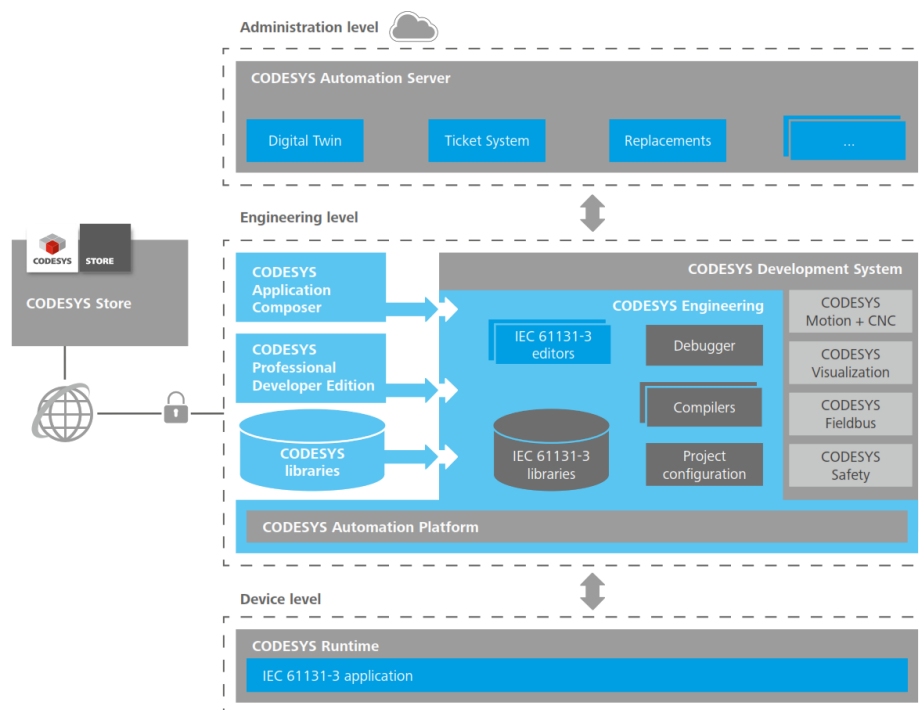 Administration level
CODESYS Automation Server
Digital Twin
Ticket System
Replacements
...
Engineering level
CODESYS
STORE
CODESYS Store
CODESYS
Application
Composer
CODESYS
Professional
Developer Edition
CODESYS
libraries
CODESYS Development System
CODESYS Engineering
IEC 61131-3
editors
Debugger
Compilers
IEC 61131-3
libraries
Project
configuration
CODESYS
Motion + CNC
CODESYS
Visualization
CODESYS
Fieldbus
CODESYS
Safety
CODESYS Automation Platform
Device level
CODESYS Runtime
IEC 61131-3 application